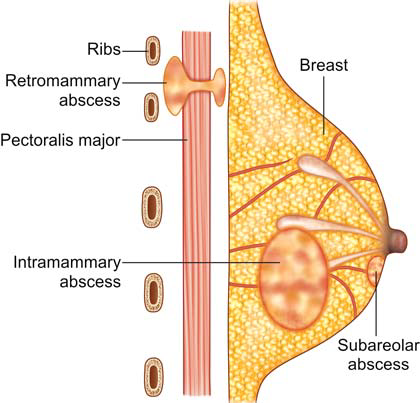 Ribs
Retromammary
abscess
Breast
Pectoralis major
Intramammary
abscess
Subareolar
abscess